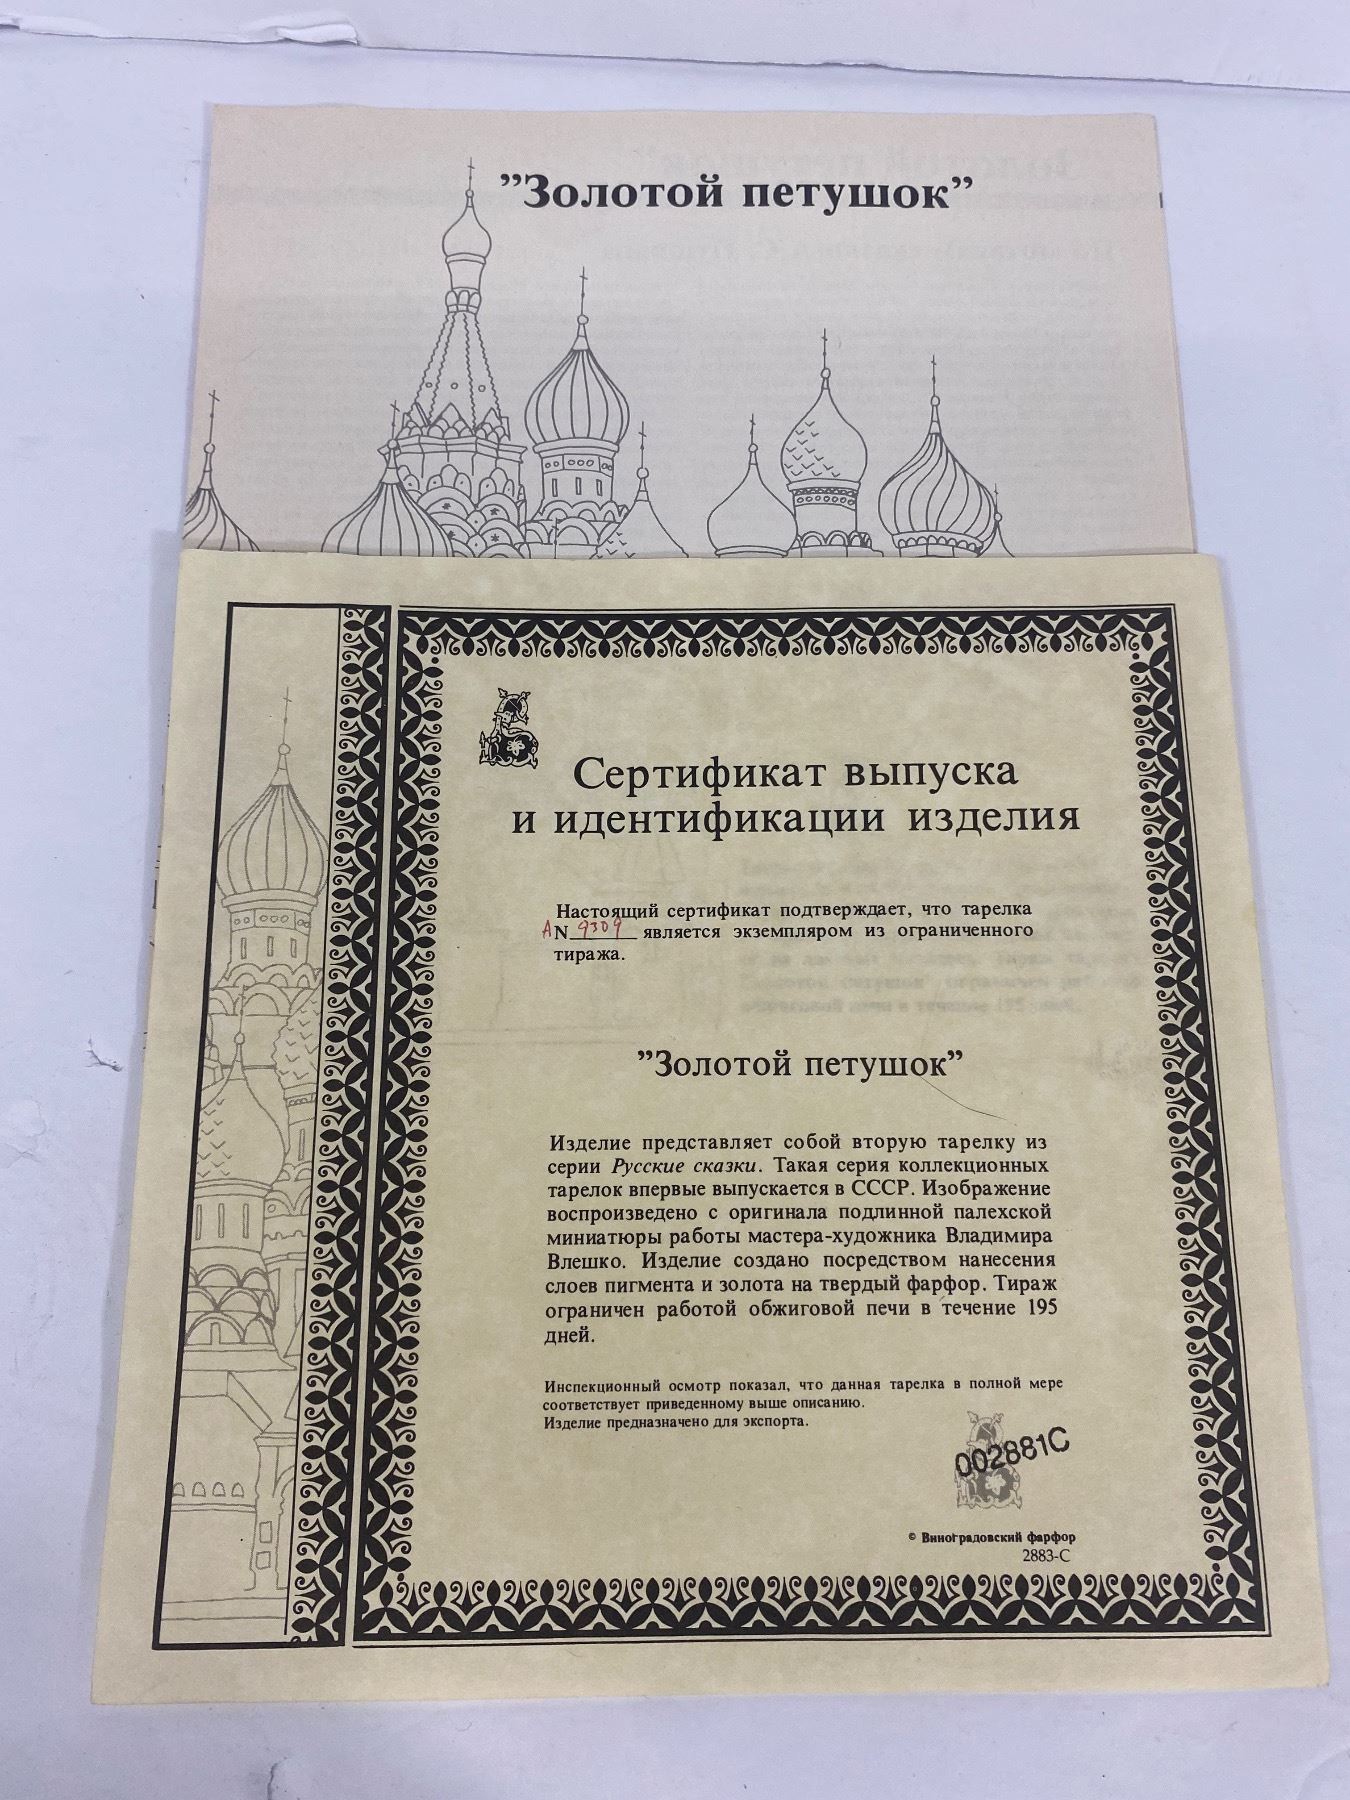 ”Золотой петушок”
Сертификат выпуска
и идентификации изделия
Настоящий сертификат подтверждает, что тарелка
AN 9309 является экземпляром из ограниченного
тиража.
”Золотой петушок”
Изделие представляет собой вторую тарелку из
серии Русские сказки. Такая серия коллекционных
тарелок впервые выпускается в СССР. Изображение
воспроизведено с оригинала подлинной палехской
миниатюры работы мастера-художника Владимира
Влешко. Изделие создано посредством нанесения
слоев пигмента и золота на твердый фарфор. Тираж
ограничен работой обжиговой печи в течение 195
дней.
Инспекционный осмотр показал, что данная тарелка в полной мере
соответствует приведенному выше описанию.
Изделие предназначено для экспорта.
002881C
© Виноградовский фарфор
2883-C